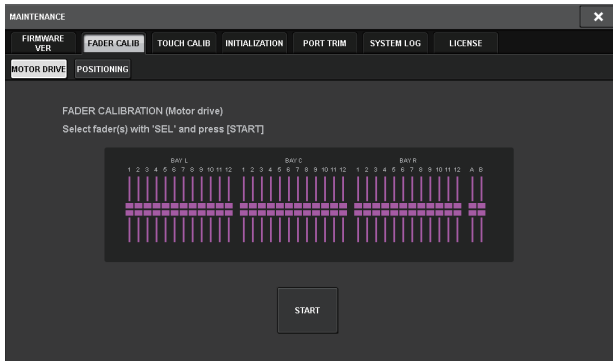 MAINTENANCE
FIRMWARE
VER
FADER CALIB
TOUCH CALIB
INITIALIZATION
PORT TRIM
SYSTEM LOG
LICENSE
MOTOR DRIVE
POSITIONING
FADER CALIBRATION (Motor drive)
Select fader(s) with 'SEL' and press [START]
BAY L BAY C BAY R
1 2 3 4 5 6 7 8 9 10 11 12 1 2 3 4 5 6 7 8 9 10 11 12 1 2 3 4 5 6 7 8 9 10 11 12 A B
START